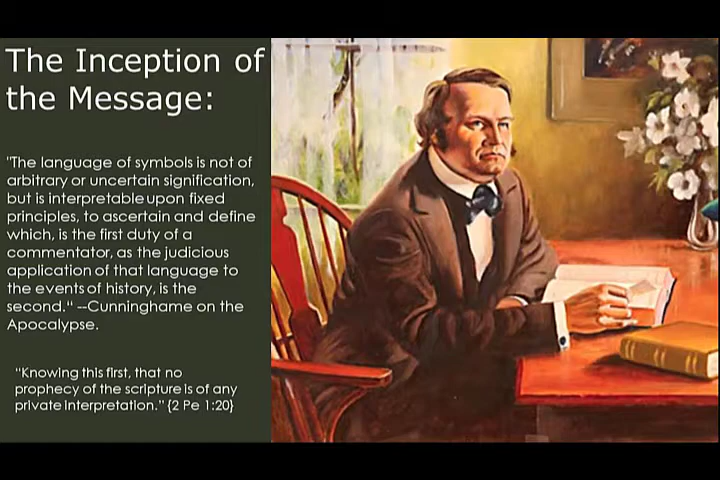 The Inception of
the Message:
"The language of symbols is not of
arbitrary or uncertain signification,
but is interpretable upon fixed
principles, to ascertain and define
which, is the first duty of a
commentator, as the judicious
application of that language to
the events of history, is the
second." --Cunninghame on the
Apocalypse.
"Knowing this first, that no
prophecy of the scripture is of any
private interpretation." {2 Pe 1:20}